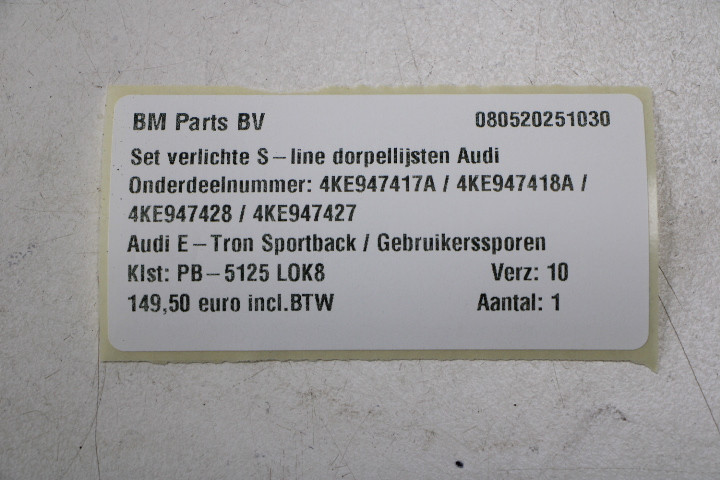 BM Parts BV 080520251030
Set verlichte S-line dorpellijsten Audi
Onderdeelnummer: 4KE947417A / 4KE947418A /
4KE947428 / 4KE947427
Audi E-Tron Sportback / Gebruikerssporen
Klst: PB-5125 LOK8 Verz: 10
149,50 euro incl.BTW Aantal: 1